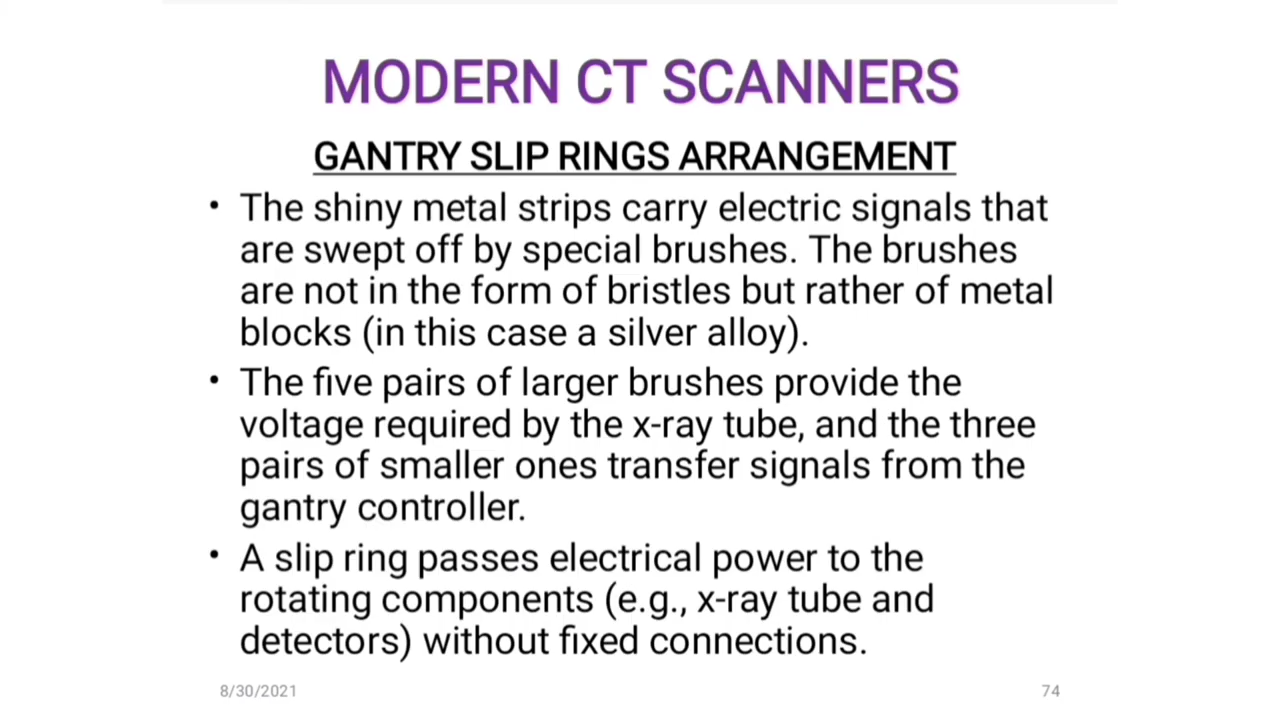 MODERN CT SCANNERS
GANTRY SLIP RINGS ARRANGEMENT
• The shiny metal strips carry electric signals that
are swept off by special brushes. The brushes
are not in the form of bristles but rather of metal
blocks (in this case a silver alloy).
• The five pairs of larger brushes provide the
voltage required by the x-ray tube, and the three
pairs of smaller ones transfer signals from the
gantry controller.
• A slip ring passes electrical power to the
rotating components (e.g., x-ray tube and
detectors) without fixed connections.
8/30/2021
74